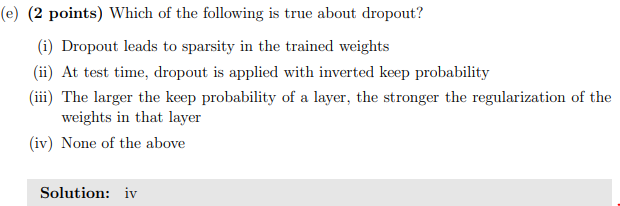 (e) (2 points) Which of the following is true about dropout?
(i) Dropout leads to sparsity in the trained weights
(ii) At test time, dropout is applied with inverted keep probability
(iii) The larger the keep probability of a layer, the stronger the regularization of the
weights in that layer
(iv) None of the above
Solution: iv